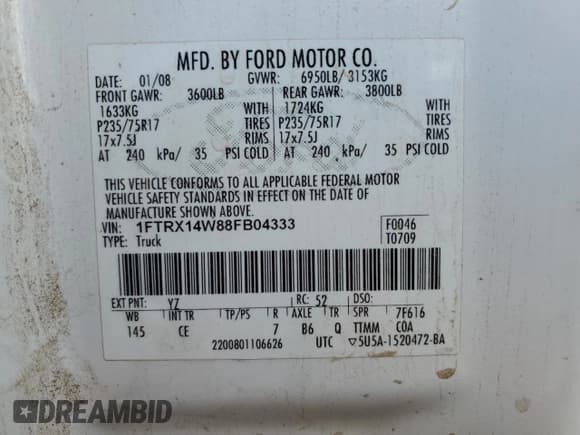 MFD. BY FORD MOTOR CO.
DATE: 01/08 GVWR: 6950LB/ 3153KG
FRONT GAWR: 3600LB REAR GAWR: 3800LB
1633KG WITH 1724KG WITH
P235/75R17 TIRES P235/75R17 TIRES
17x7.5J RIMS 17x7.5J RIMS
AT 240 kPa/ 35 PSI COLD AT 240 kPa/ 35 PSI COLD
THIS VEHICLE CONFORMS TO ALL APPLICABLE FEDERAL MOTOR
VEHICLE SAFETY STANDARDS IN EFFECT ON THE DATE OF
MANUFACTURE SHOWN ABOVE.
VIN: 1FTRX14W88FB04333 F0046
TYPE: Truck T0709
EXT PNT: YZ RC: 52 DSO:
WB INT TR TP/PS R AXLE TR SPR 7F616
145 CE 7 B6 Q TTMM COA
2200801106626 UTC ▽5U5A-1520472-BA
DREAMBID